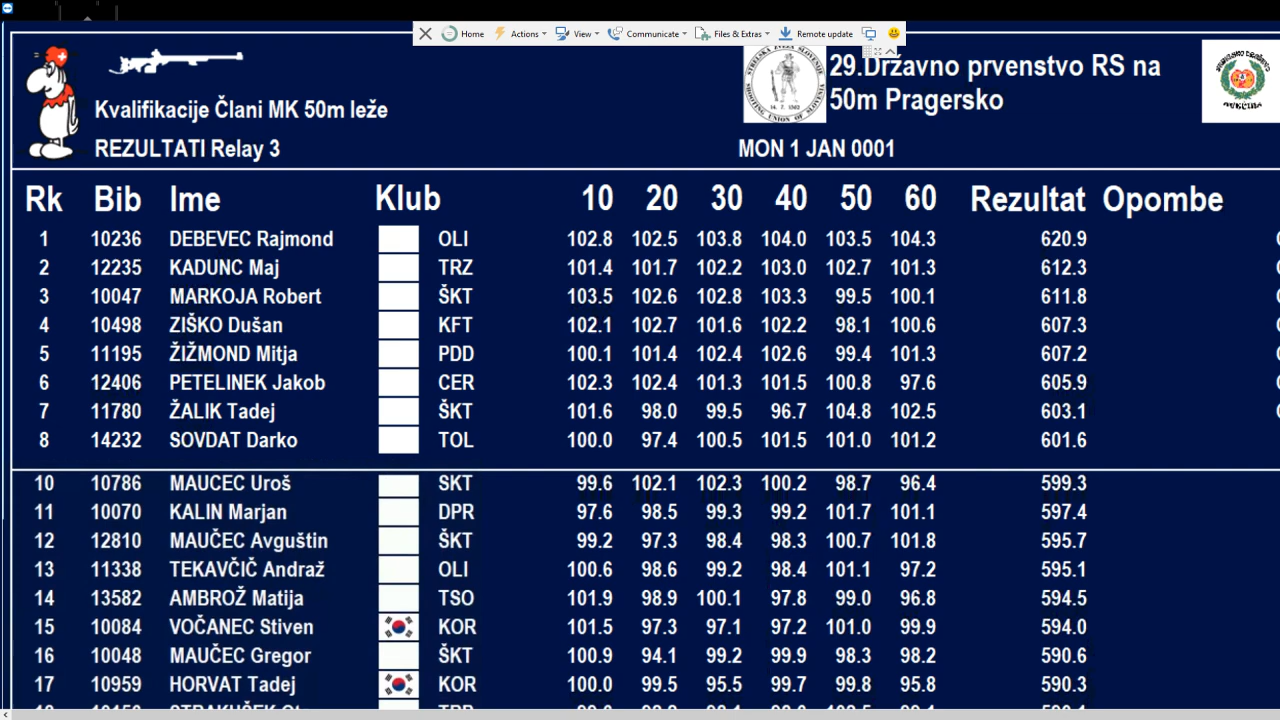 Home Actions View Communicate Files & Extras Remote update
29.Državno prvenstvo RS na
50m Pragersko
Kvalifikacije Člani MK 50m leže
REZULTATI Relay 3
MON 1 JAN 0001
Rk Bib Ime Klub 10 20 30 40 50 60 Rezultat Opombe
1 10236 DEBEVEC Rajmond OLI 102.8 102.5 103.8 104.0 103.5 104.3 620.9
2 12235 KADUNC Maj TRZ 101.4 101.7 102.2 103.0 102.7 101.3 612.3
3 10047 MARKOJA Robert ŠKT 103.5 102.6 102.8 103.3 99.5 100.1 611.8
4 10498 ZIŠKO Dušan KFT 102.1 102.7 101.6 102.2 98.1 100.6 607.3
5 11195 ŽIŽMOND Mitja PDD 100.1 101.4 102.4 102.6 99.4 101.3 607.2
6 12406 PETELINEK Jakob CER 102.3 102.4 101.3 101.5 100.8 97.6 605.9
7 11780 ŽALIK Tadej ŠKT 101.6 98.0 99.5 96.7 104.8 102.5 603.1
8 14232 SOVDAT Darko TOL 100.0 97.4 100.5 101.5 101.0 101.2 601.6
10 10786 MAUCEC Uroš SKT 99.6 102.1 102.3 100.2 98.7 96.4 599.3
11 10070 KALIN Marjan DPR 97.6 98.5 99.3 99.2 101.7 101.1 597.4
12 12810 MAUČEC Avguštin ŠKT 99.2 97.3 98.4 98.3 100.7 101.8 595.7
13 11338 TEKAVČIČ Andraž OLI 100.6 98.6 99.2 98.4 101.1 97.2 595.1
14 13582 AMBROŽ Matija TSO 101.9 98.9 100.1 97.8 99.0 96.8 594.5
15 10084 VOČANEC Stiven KOR 101.5 97.3 97.1 97.2 101.0 99.9 594.0
16 10048 MAUČEC Gregor ŠKT 100.9 94.1 99.2 99.9 98.3 98.2 590.6
17 10959 HORVAT Tadej KOR 100.0 99.5 95.5 99.7 99.8 95.8 590.3